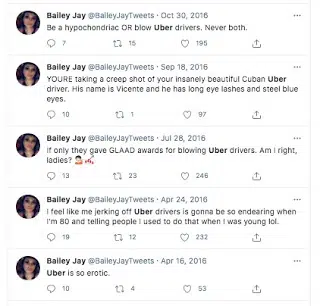 Bailey Jay @BaileyJayTweets · Oct 30, 2016
Be a hypochondriac OR blow Uber drivers. Never both.
7 15 195
Bailey Jay @BaileyJayTweets · Sep 18, 2016
YOURE taking a creep shot of your insanely beautiful Cuban Uber
driver. His name is Vicente and he has long eye lashes and steel blue
eyes.
10 1 97
Bailey Jay @BaileyJayTweets · Jul 28, 2016
if only they gave GLAAD awards for blowing Uber drivers. Am I right,
ladies? 💁🏻💅🏻
13 23 246
Bailey Jay @BaileyJayTweets · Apr 24, 2016
I feel like me jerking off Uber drivers is gonna be so endearing when
I'm 80 and telling people I used to do that when I was young lol.
19 12 232
Bailey Jay @BaileyJayTweets · Apr 16, 2016
Uber is so erotic.
10 4 53